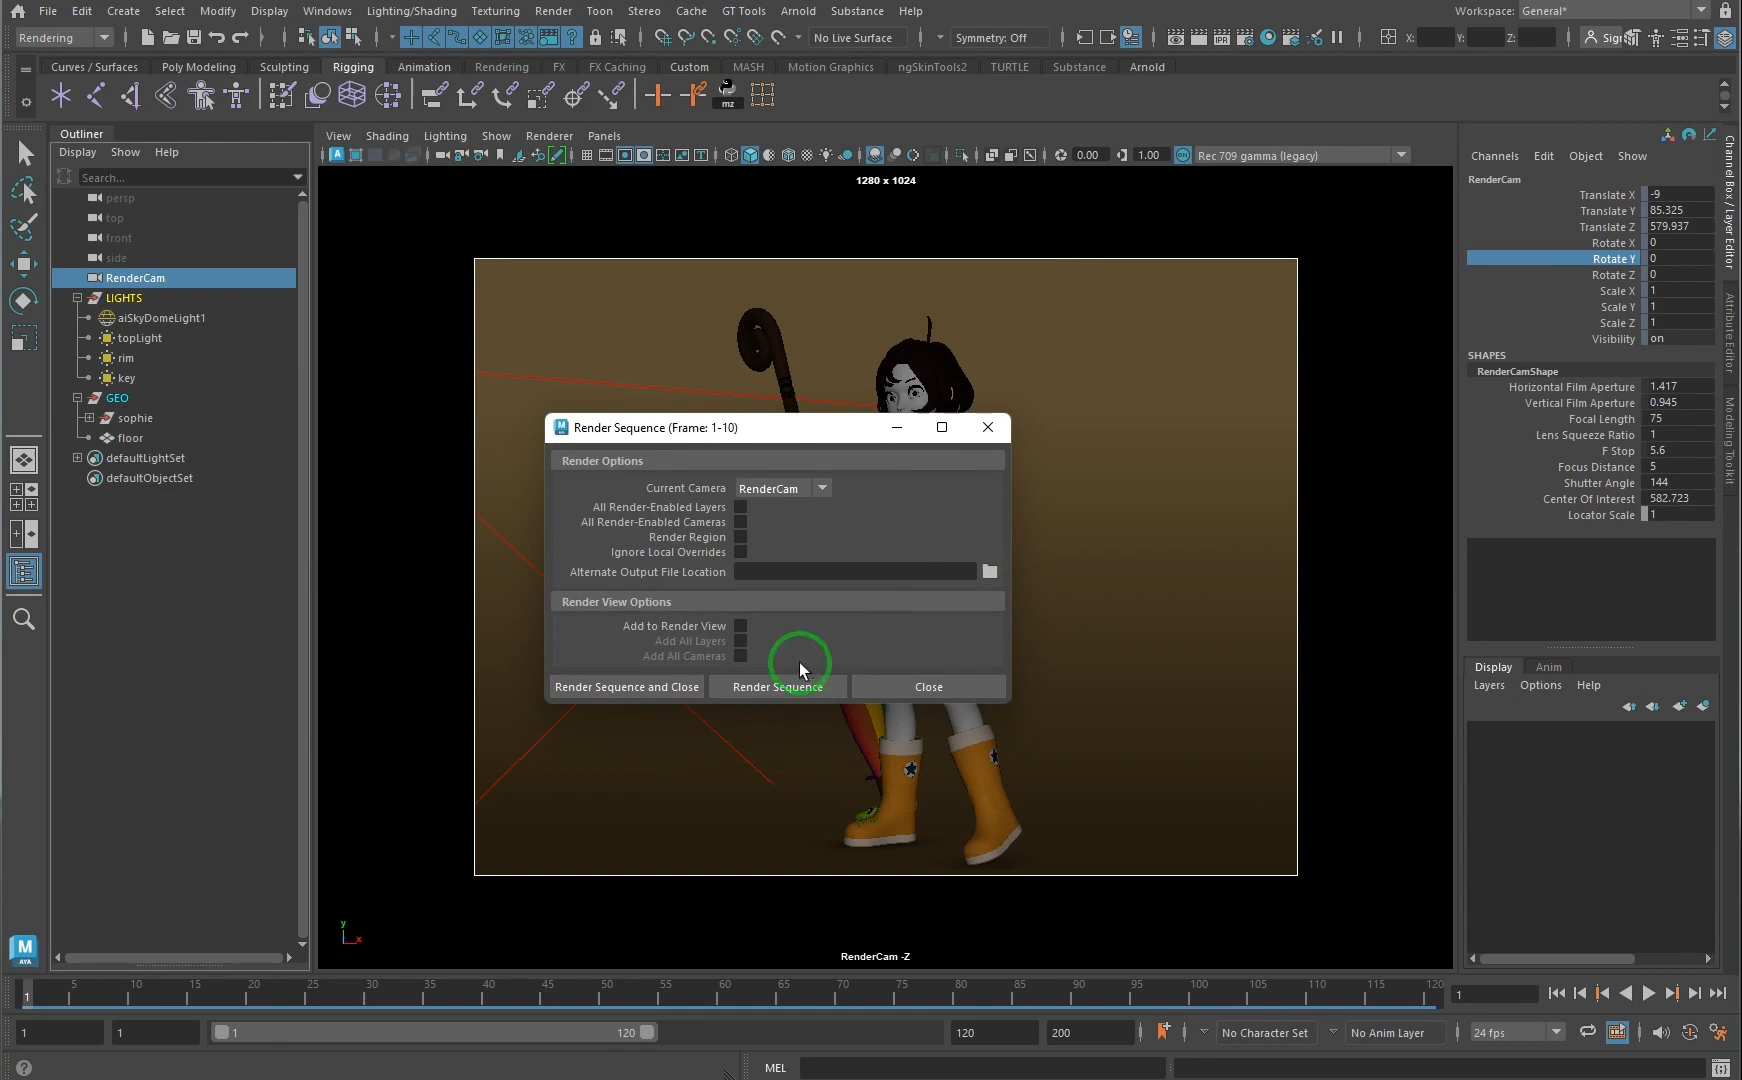 File Edit Create Select Modify Display Windows Lighting/Shading Texturing Render Toon Stereo Cache GT Tools Arnold Substance Help Workspace: General*
Rendering No Live Surface Symmetry: Off X: Y: Z:
Curves / Surfaces Poly Modeling Sculpting Rigging Animation Rendering FX FX Caching Custom MASH Motion Graphics ngSkinTools2 TURTLE Substance Arnold
mz
Outliner
Display Show Help
Search...
persp
top
front
side
RenderCam
LIGHTS
aiSkyDomeLight1
topLight
rim
key
GEO
sophie
floor
defaultLightSet
defaultObjectSet
View Shading Lighting Show Renderer Panels
0.00 1.00 Rec 709 gamma (legacy)
1280 x 1024
Render Sequence (Frame: 1-10)
Render Options
Current Camera RenderCam
All Render-Enabled Layers
All Render-Enabled Cameras
Render Region
Ignore Local Overrides
Alternate Output File Location
Render View Options
Add to Render View
Add All Layers
Add All Cameras
Render Sequence and Close Render Sequence Close
y
x
RenderCam -Z
Channels Edit Object Show
RenderCam
Translate X -9
Translate Y 85.325
Translate Z 579.937
Rotate X 0
Rotate Y 0
Rotate Z 0
Scale X 1
Scale Y 1
Scale Z 1
Visibility on
SHAPES
RenderCamShape
Horizontal Film Aperture 1.417
Vertical Film Aperture 0.945
Focal Length 75
Lens Squeeze Ratio 1
F Stop 5.6
Focus Distance 5
Shutter Angle 144
Center Of Interest 582.723
Locator Scale 1
Display Anim
Layers Options Help
Channel Box / Layer Editor
Attribute Editor
Modeling Toolkit
M
AYA
1 5 10 15 20 25 30 35 40 45 50 55 60 65 70 75 80 85 90 95 100 105 110 115 120 1
1 1 1 120 120 200 No Character Set No Anim Layer 24 fps
MEL